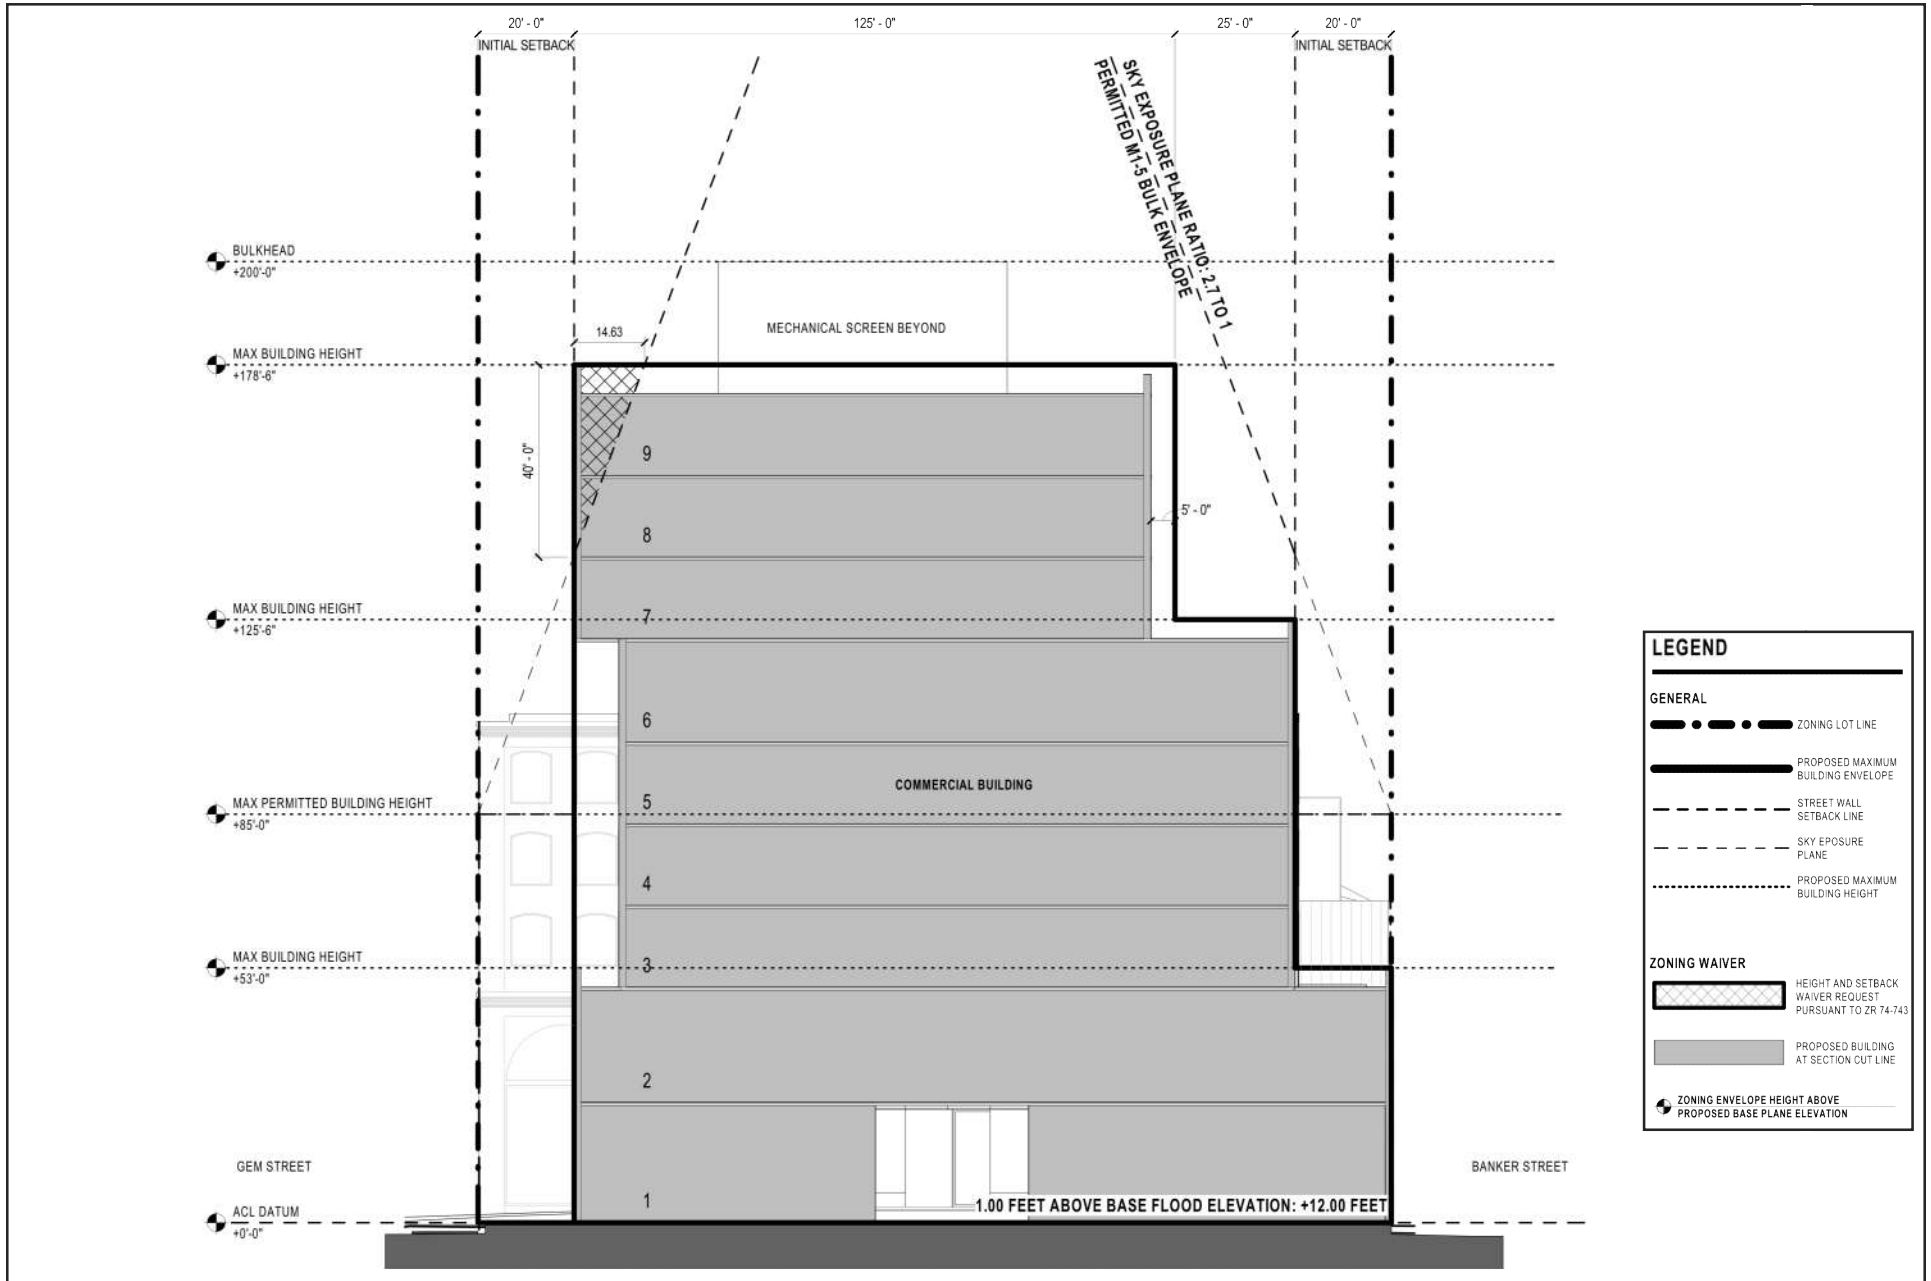 20' - 0"
125' - 0"
25' - 0"
20' - 0"
INITIAL SETBACK
INITIAL SETBACK
SKY EXPOSURE PLANE RATIO: 2.7 TO 1
PERMITTED M1-5 BULK ENVELOPE
BULKHEAD
+200'-0"
MECHANICAL SCREEN BEYOND
14.63
MAX BUILDING HEIGHT
+178'-6"
40' - 0"
9
5' - 0"
8
MAX BUILDING HEIGHT
+125'-6"
7
6
COMMERCIAL BUILDING
MAX PERMITTED BUILDING HEIGHT
+85'-0"
5
4
MAX BUILDING HEIGHT
+53'-0"
3
2
GEM STREET
BANKER STREET
1
1.00 FEET ABOVE BASE FLOOD ELEVATION: +12.00 FEET
ACL DATUM
+0'-0"
LEGEND
GENERAL
ZONING LOT LINE
PROPOSED MAXIMUM
BUILDING ENVELOPE
STREET WALL
SETBACK LINE
SKY EPOSURE
PLANE
PROPOSED MAXIMUM
BUILDING HEIGHT
ZONING WAIVER
HEIGHT AND SETBACK
WAIVER REQUEST
PURSUANT TO ZR 74-743
PROPOSED BUILDING
AT SECTION CUT LINE
ZONING ENVELOPE HEIGHT ABOVE
PROPOSED BASE PLANE ELEVATION